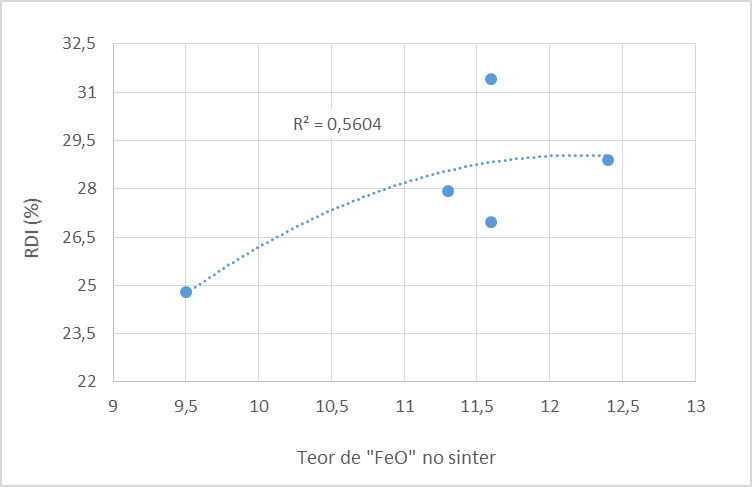 32,5
31
29,5
28
26,5
25
23,5
22
RDI (%)
R² = 0,5604
9 9,5 10 10,5 11 11,5 12 12,5 13
Teor de "FeO" no sinter